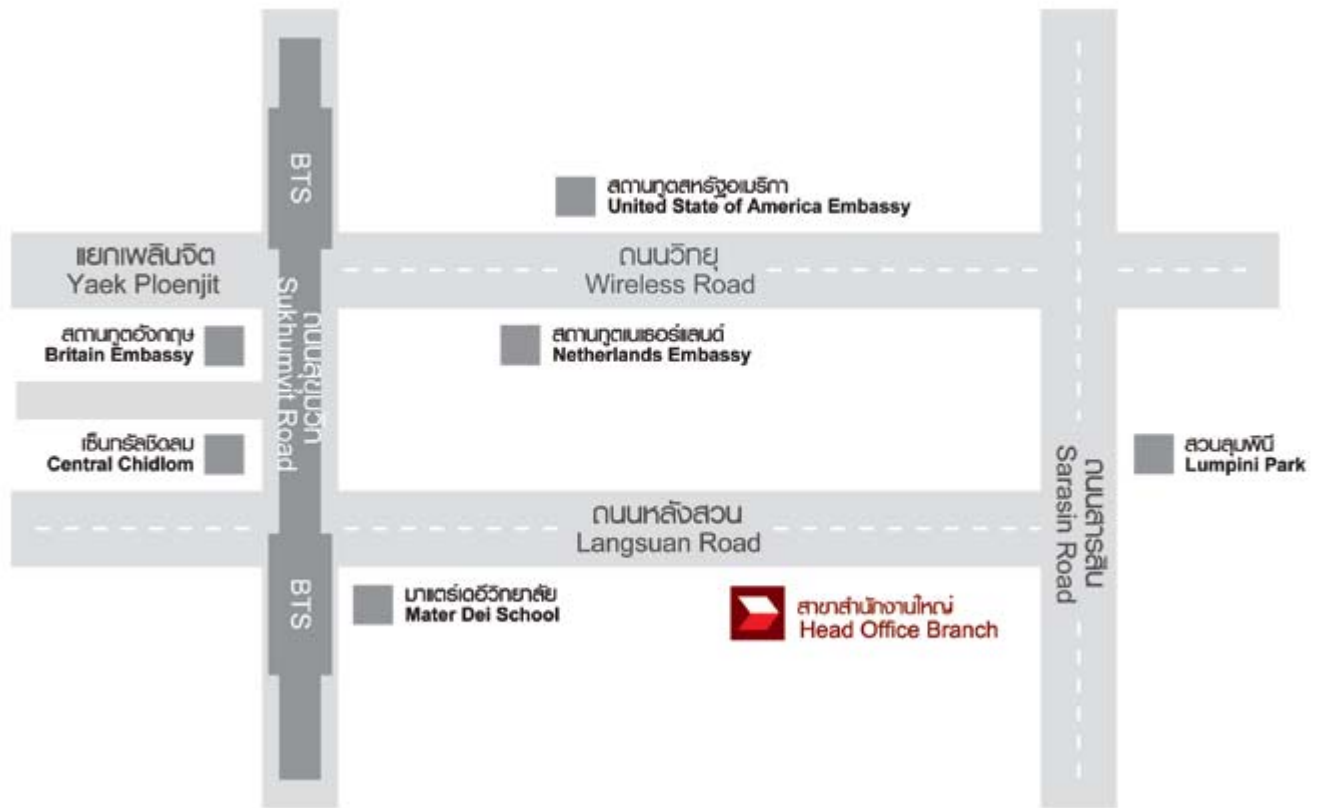 BTS
สถานทูตสหรัฐอเมริกา
United State of America Embassy
แยกเพลินจิต
Yaek Ploenjit
ถนนวิทยุ
Wireless Road
ถนนสุขุมวิท
Sukhumvit Road
สถานทูตอังกฤษ
Britain Embassy
สถานทูตเนเธอร์แลนด์
Netherlands Embassy
เซ็นทรัลชิดลม
Central Chidlom
สวนลุมพินี
Lumpini Park
ถนนสารสิน
Sarasin Road
ถนนหลังสวน
Langsuan Road
BTS
มาแตร์เดอีวิทยาลัย
Mater Dei School
สาขาสำนักงานใหญ่
Head Office Branch